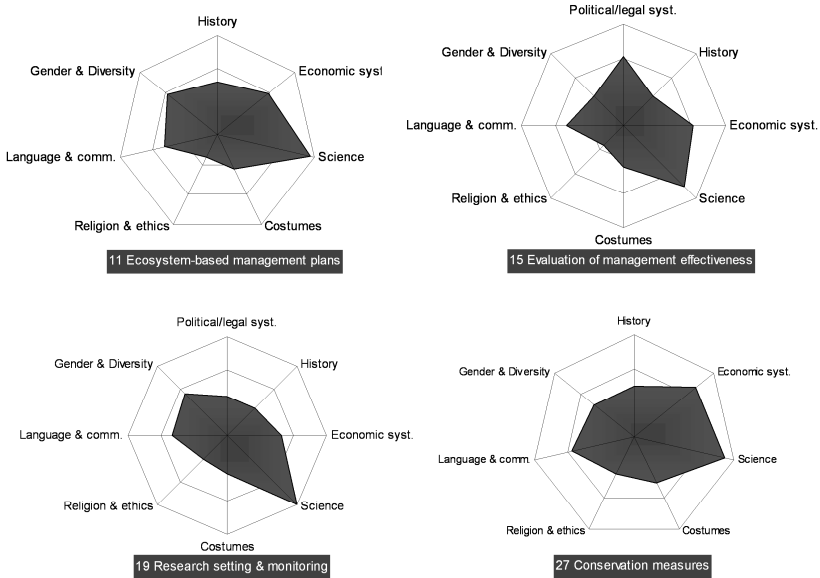 History
Gender & Diversity
Economic syst
Language & comm.
Science
Religion & ethics
Costumes
11 Ecosystem-based management plans
Political/legal syst.
Gender & Diversity
History
Language & comm.
Economic syst.
Religion & ethics
Science
Costumes
15 Evaluation of management effectiveness
Political/legal syst.
Gender & Diversity
History
Language & comm.
Economic syst.
Religion & ethics
Science
Costumes
19 Research setting & monitoring
History
Gender & Diversity
Economic syst.
Language & comm.
Science
Religion & ethics
Costumes
27 Conservation measures